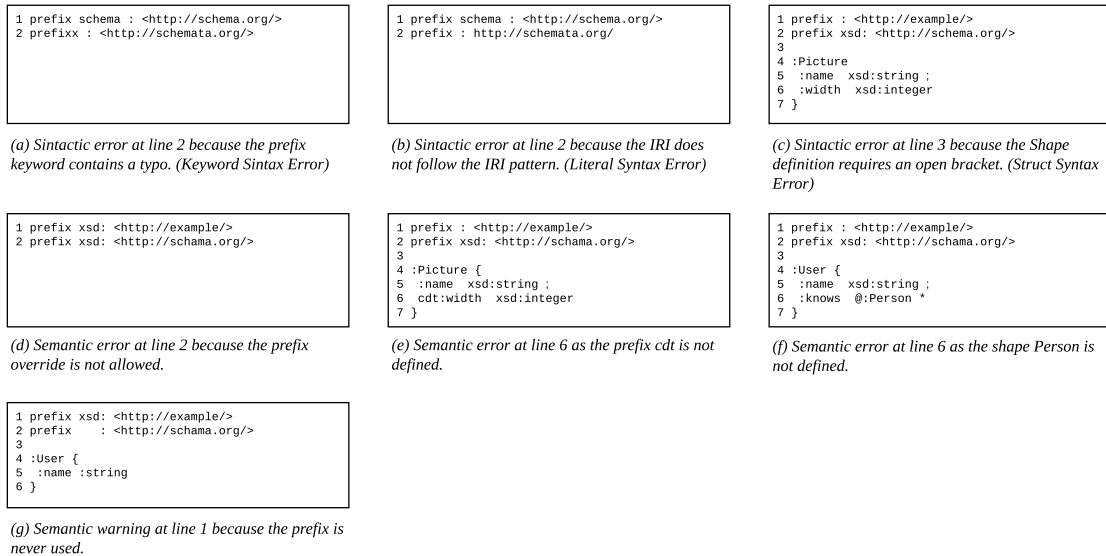 1 prefix schema : <http://schema.org/>
2 prefixx : <http://schemata.org/>
(a) Sintactic error at line 2 because the prefix
keyword contains a typo. (Keyword Sintax Error)
1 prefix schema : <http://schema.org/>
2 prefix : http://schemata.org/
(b) Sintactic error at line 2 because the IRI does
not follow the IRI pattern. (Literal Syntax Error)
1 prefix : <http://example/>
2 prefix xsd: <http://schema.org/>
3
4 :Picture
5 :name xsd:string ;
6 :width xsd:integer
7 }
(c) Sintactic error at line 3 because the Shape
definition requires an open bracket. (Struct Syntax
Error)
1 prefix xsd: <http://example/>
2 prefix xsd: <http://schama.org/>
(d) Semantic error at line 2 because the prefix
override is not allowed.
1 prefix : <http://example/>
2 prefix xsd: <http://schama.org/>
3
4 :Picture {
5 :name xsd:string ;
6 cdt:width xsd:integer
7 }
(e) Semantic error at line 6 as the prefix cdt is not
defined.
1 prefix : <http://example/>
2 prefix xsd: <http://schama.org/>
3
4 :User {
5 :name xsd:string ;
6 :knows @:Person *
7 }
(f) Semantic error at line 6 as the shape Person is
not defined.
1 prefix xsd: <http://example/>
2 prefix : <http://schama.org/>
3
4 :User {
5 :name :string
6 }
(g) Semantic warning at line 1 because the prefix is
never used.